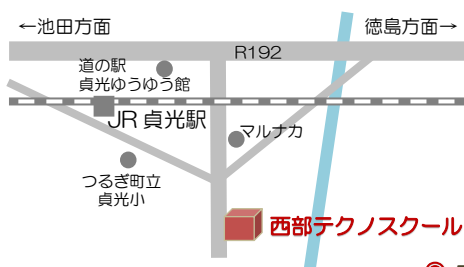 ←池田方面
徳島方面→
R192
道の駅
貞光ゆうゆう館
JR 貞光駅
マルナカ
つるぎ町立
貞光小
西部テクノスクール